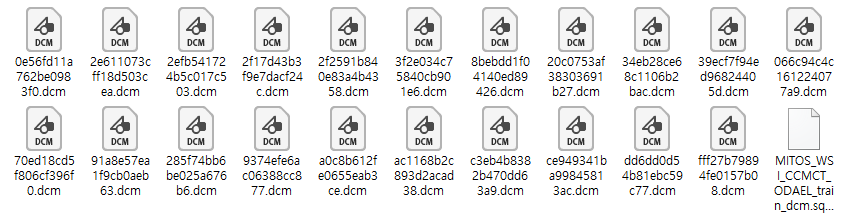 DCM DCM DCM DCM DCM DCM DCM DCM DCM DCM DCM
0e56fd11a 2e611073c 2efb54172 2f17d43b3 2f2591b84 3f2e034c7 8bebdd1f0 20c0753af 34eb28ce6 39ecf7f94e 066c94c4c
762be098 ff18d503c 4b5c017c5 f9e7dacf24 0e83a4b43 5840cb90 4140ed89 38303691 8c1106b2 d9682440 16122407
3f0.dcm ea.dcm 03.dcm c.dcm 58.dcm 1e6.dcm 426.dcm b27.dcm bac.dcm 5d.dcm 7a9.dcm
DCM DCM DCM DCM DCM DCM DCM DCM DCM DCM
70ed18cd5 91a8e57ea 285f74bb6 9374efe6a a0c8b612f ac1168b2c c3eb4b838 ce949341b dd6dd0d5 fff27b7989 MITOS_WS
f806cf396f 1f9cb0aeb be025a676 c06388cc8 e0655eab3 893d2acad 2b470dd6 a9984581 4b81ebc59 4fe0157b0 I_CCMCT_
0.dcm 63.dcm b6.dcm 77.dcm ce.dcm 38.dcm 3a9.dcm 3ac.dcm c77.dcm 8.dcm ODAEL_trai
n_dcm.sq...